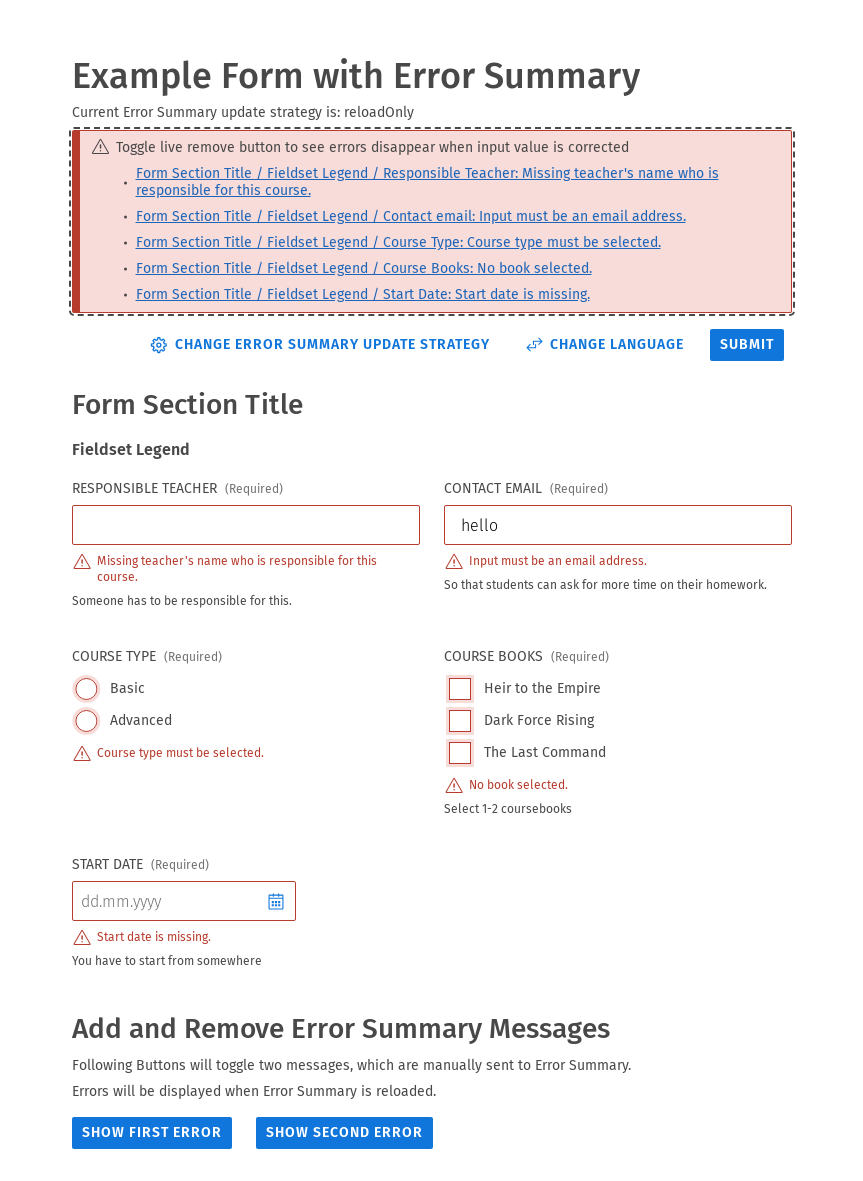 Example Form with Error Summary
Current Error Summary update strategy is: reloadOnly
Toggle live remove button to see errors disappear when input value is corrected
• Form Section Title / Fieldset Legend / Responsible Teacher: Missing teacher's name who is
responsible for this course.
• Form Section Title / Fieldset Legend / Contact email: Input must be an email address.
• Form Section Title / Fieldset Legend / Course Type: Course type must be selected.
• Form Section Title / Fieldset Legend / Course Books: No book selected.
• Form Section Title / Fieldset Legend / Start Date: Start date is missing.
CHANGE ERROR SUMMARY UPDATE STRATEGY CHANGE LANGUAGE SUBMIT
Form Section Title
Fieldset Legend
RESPONSIBLE TEACHER (Required)
Missing teacher's name who is responsible for this
course.
Someone has to be responsible for this.
CONTACT EMAIL (Required)
hello
Input must be an email address.
So that students can ask for more time on their homework.
COURSE TYPE (Required)
Basic
Advanced
Course type must be selected.
COURSE BOOKS (Required)
Heir to the Empire
Dark Force Rising
The Last Command
No book selected.
Select 1-2 coursebooks
START DATE (Required)
dd.mm.yyyy
Start date is missing.
You have to start from somewhere
Add and Remove Error Summary Messages
Following Buttons will toggle two messages, which are manually sent to Error Summary.
Errors will be displayed when Error Summary is reloaded.
SHOW FIRST ERROR SHOW SECOND ERROR